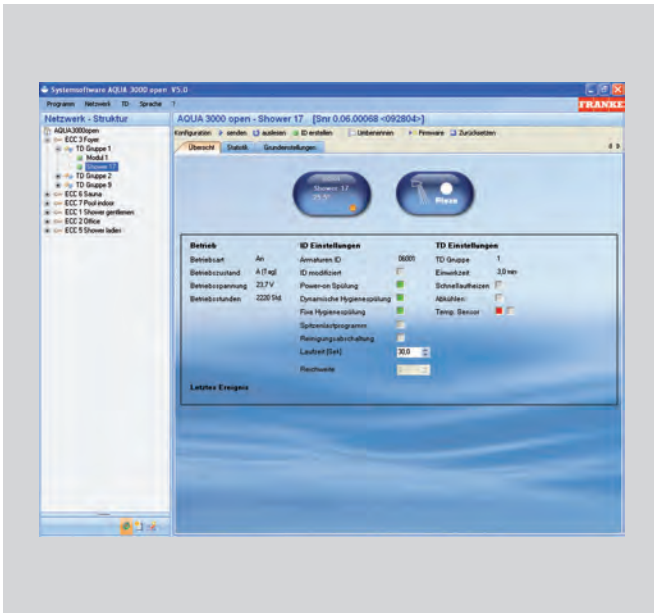 Systemsoftware AQUA 3000 open V5.0
Programm Netzwerk TD Sprache ?
FRANKE
Netzwerk - Struktur
AQUA3000open
ECC 3 Foyer
TD Gruppe 1
Modul 1
Shower 17
TD Gruppe 2
TD Gruppe 9
ECC 6 Sauna
ECC 7 Pool indoor
ECC 1 Shower gentlemen
ECC 2 Office
ECC 5 Shower ladies
AQUA 3000 open - Shower 17 [Snr 0.06.00068 <092804>]
Konfiguration senden auslesen ID erstellen Umbenennen Firmware Zurücksetzen
Übersicht Statistik Grundeinstellungen
Shower 17
Piezo
Betrieb
Betriebsart An
Betriebszustand A (Tag)
Betriebsspannung 23,7 V
Betriebsstunden 2220 Std
Letztes Ereignis
ID Einstellungen
Armaturen ID 06001
ID modifiziert
Power-on Spülung
Dynamische Hygienespülung
Fixe Hygienespülung
Spitzenlastprogramm
Reinigungsabschaltung
Laufzeit [Sek] 30,0
Reichweite
TD Einstellungen
TD Gruppe 1
Einwirkzeit 3,0 min
Schnellaufheizen
Abkühlen
Temp. Sensor